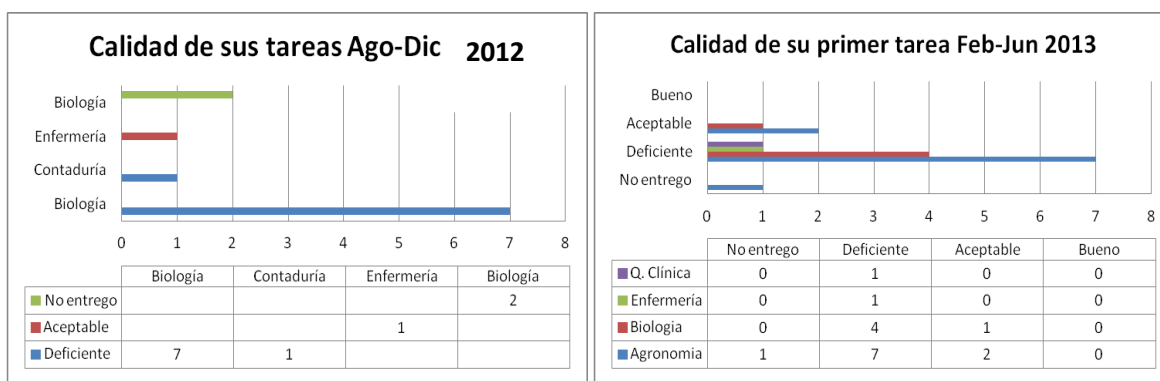 Calidad de sus tareas Ago-Dic 2012
Biología
Enfermería
Contaduría
Biología
0 1 2 3 4 5 6 7 8
Biología Contaduría Enfermería Biología
No entrego 2
Aceptable 1
Deficiente 7 1
Calidad de su primer tarea Feb-Jun 2013
Bueno
Aceptable
Deficiente
No entrego
0 1 2 3 4 5 6 7 8
No entrego Deficiente Aceptable Bueno
Q. Clínica 0 1 0 0
Enfermería 0 1 0 0
Biologia 0 4 1 0
Agronomia 1 7 2 0